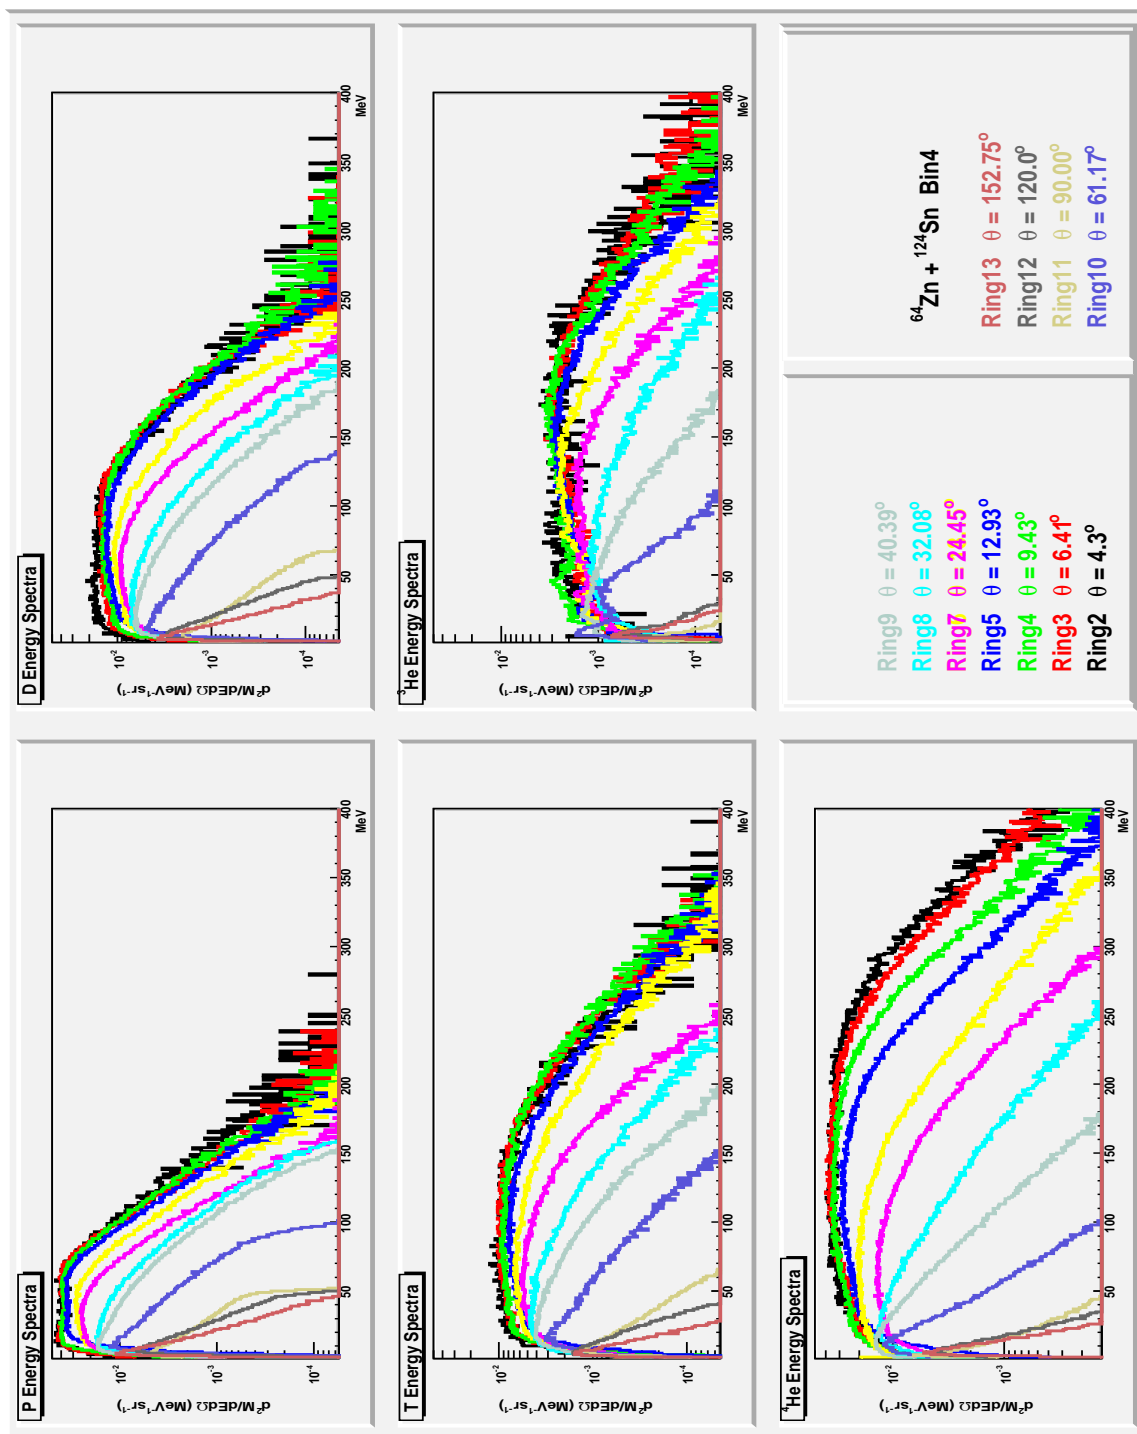 P Energy Spectra
d²M/dEdΩ (MeV⁻¹sr⁻¹)
10⁻²
10⁻³
10⁻⁴
50 100 150 200 250 300 350 400
MeV
D Energy Spectra
d²M/dEdΩ (MeV⁻¹sr⁻¹)
10⁻²
10⁻³
10⁻⁴
50 100 150 200 250 300 350 400
MeV
T Energy Spectra
d²M/dEdΩ (MeV⁻¹sr⁻¹)
10⁻²
10⁻³
10⁻⁴
50 100 150 200 250 300 350 400
MeV
³He Energy Spectra
d²M/dEdΩ (MeV⁻¹sr⁻¹)
10⁻²
10⁻³
10⁻⁴
50 100 150 200 250 300 350 400
MeV
⁴He Energy Spectra
d²M/dEdΩ (MeV⁻¹sr⁻¹)
10⁻²
10⁻³
50 100 150 200 250 300 350 400
MeV
Ring9 θ = 40.39°
Ring8 θ = 32.08°
Ring7 θ = 24.45°
Ring5 θ = 12.93°
Ring4 θ = 9.43°
Ring3 θ = 6.41°
Ring2 θ = 4.3°
⁶⁴Zn + ¹²⁴Sn Bin4
Ring13 θ = 152.75°
Ring12 θ = 120.0°
Ring11 θ = 90.00°
Ring10 θ = 61.17°